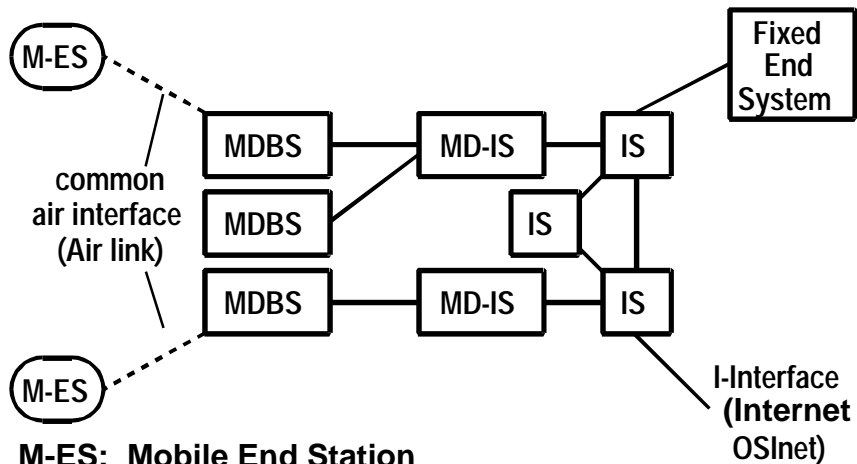 M-ES
Fixed
End
System
MDBS
MD-IS
IS
common
air interface
(Air link)
MDBS
IS
MDBS
MD-IS
IS
M-ES
I-Interface
(Internet
OSInet)
M-ES: Mobile End Station